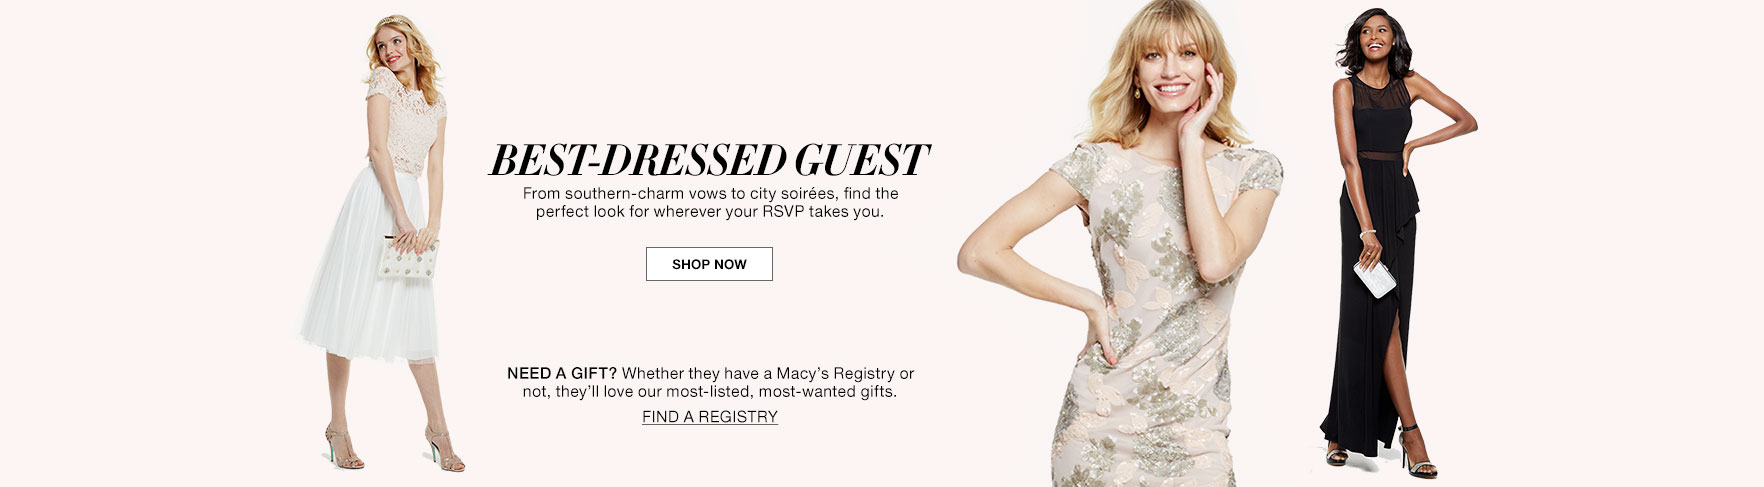 BEST-DRESSED GUEST
From southern-charm vows to city soirées, find the
perfect look for wherever your RSVP takes you.
SHOP NOW
NEED A GIFT? Whether they have a Macy's Registry or
not, they'll love our most-listed, most-wanted gifts.
FIND A REGISTRY